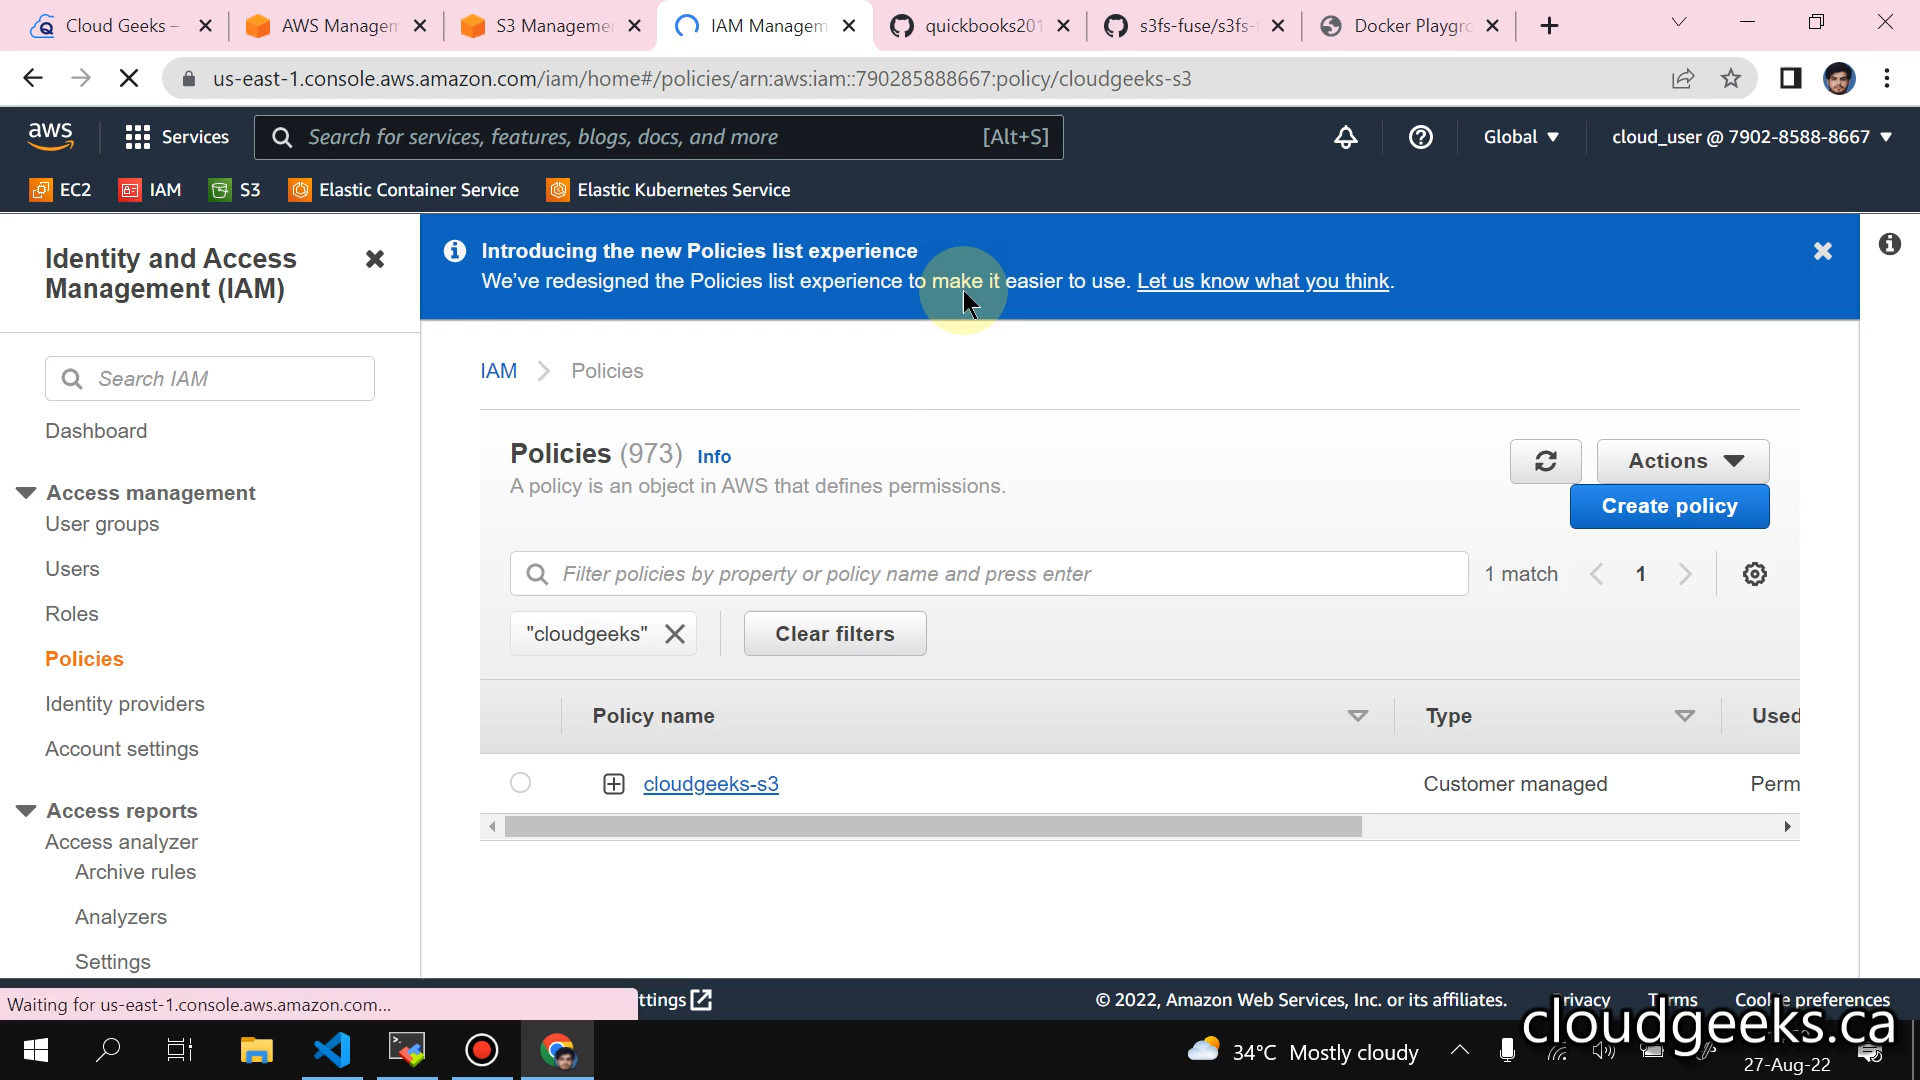 Cloud Geeks –
AWS Managem
S3 Managemen
IAM Managem
quickbooks201
s3fs-fuse/s3fs-
Docker Playgro
us-east-1.console.aws.amazon.com/iam/home#/policies/arn:aws:iam::790285888667:policy/cloudgeeks-s3
aws
Services
Search for services, features, blogs, docs, and more
[Alt+S]
Global
cloud_user @ 7902-8588-8667
EC2
IAM
S3
Elastic Container Service
Elastic Kubernetes Service
Identity and Access
Management (IAM)
Search IAM
Dashboard
Access management
User groups
Users
Roles
Policies
Identity providers
Account settings
Access reports
Access analyzer
Archive rules
Analyzers
Settings
Introducing the new Policies list experience
We've redesigned the Policies list experience to make it easier to use. Let us know what you think.
IAM
Policies
Policies (973) Info
A policy is an object in AWS that defines permissions.
Actions
Create policy
Filter policies by property or policy name and press enter
1 match
1
"cloudgeeks"
Clear filters
Policy name
Type
Used
cloudgeeks-s3
Customer managed
Perm
Waiting for us-east-1.console.aws.amazon.com...
ttings
© 2022, Amazon Web Services, Inc. or its affiliates.
Privacy
Terms
Cookie preferences
cloudgeeks.ca
34°C Mostly cloudy
27-Aug-22